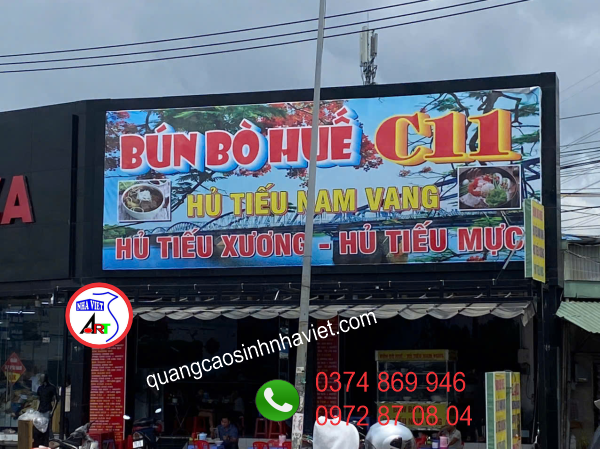 BÚN BÒ HUẾ C11
HỦ TIẾU NAM VANG
HỦ TIẾU XƯƠNG - HỦ TIẾU MỰC
NHA VIET
ART
quangcaosinhnhaviet.com
0374 869 946
0972 87 08 04